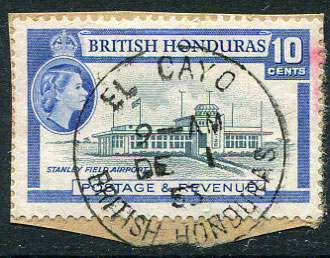 BRITISH HONDURAS
10
CENTS
EL CAYO
9-AM
DE 1
STANLEY FIELD AIRPORT
POSTAGE & REVENUE
BRITISH HONDURAS